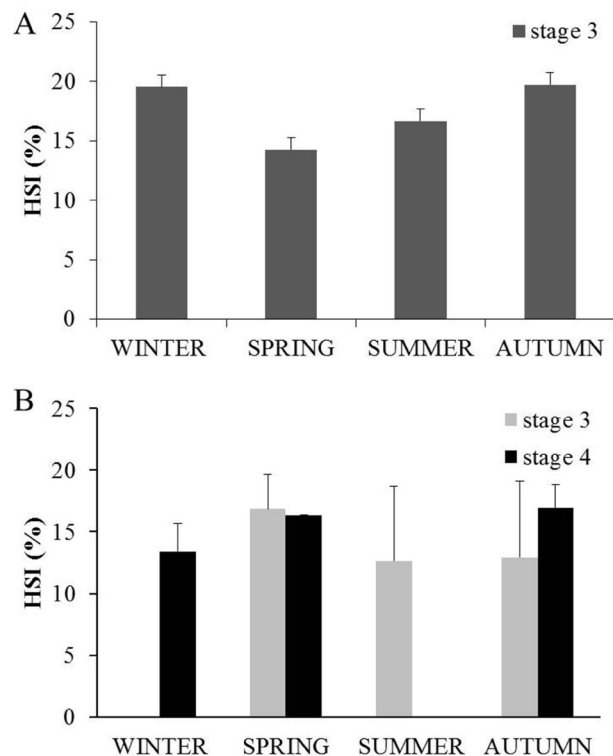 A
25
stage 3
20
15
10
5
0
HSI (%)
WINTER SPRING SUMMER AUTUMN
B
25
stage 3
stage 4
20
15
10
5
0
HSI (%)
WINTER SPRING SUMMER AUTUMN